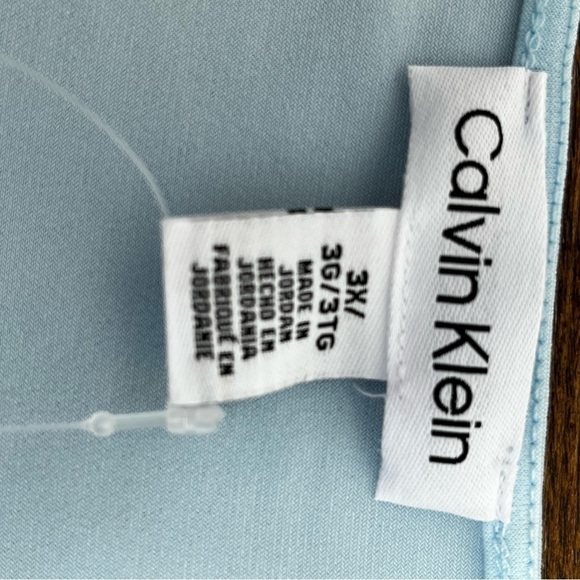 Calvin Klein
3X/
3G/3TG
MADE IN
JORDAN
HECHO EN
JORDANIA
FABRIQUÉ EN
JORDANIE